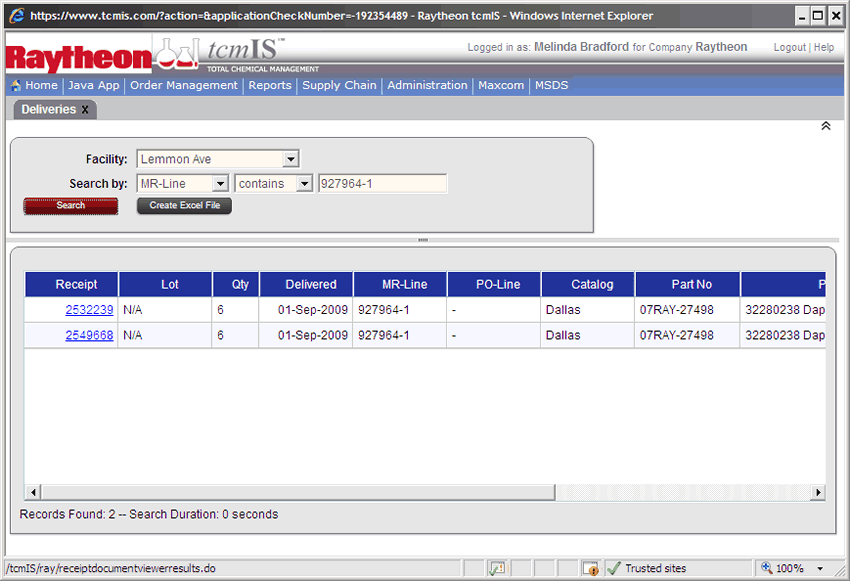 https://www.tcmis.com/?action=&applicationCheckNumber=-192354489 - Raytheon tcmIS - Windows Internet Explorer
Raytheon tcmIS™ Logged in as: Melinda Bradford for Company Raytheon Logout | Help
TOTAL CHEMICAL MANAGEMENT
Home Java App Order Management Reports Supply Chain Administration Maxcom MSDS
Deliveries X
Facility: Lemmon Ave
Search by: MR-Line contains 927964-1
Search Create Excel File
Receipt Lot Qty Delivered MR-Line PO-Line Catalog Part No P
2532239 N/A 6 01-Sep-2009 927964-1 - Dallas 07RAY-27498 32280238 Dap
2549668 N/A 6 01-Sep-2009 927964-1 - Dallas 07RAY-27498 32280238 Dap
Records Found: 2 -- Search Duration: 0 seconds
/tcmIS/ray/receiptdocumentviewerresults.do Trusted sites 100%